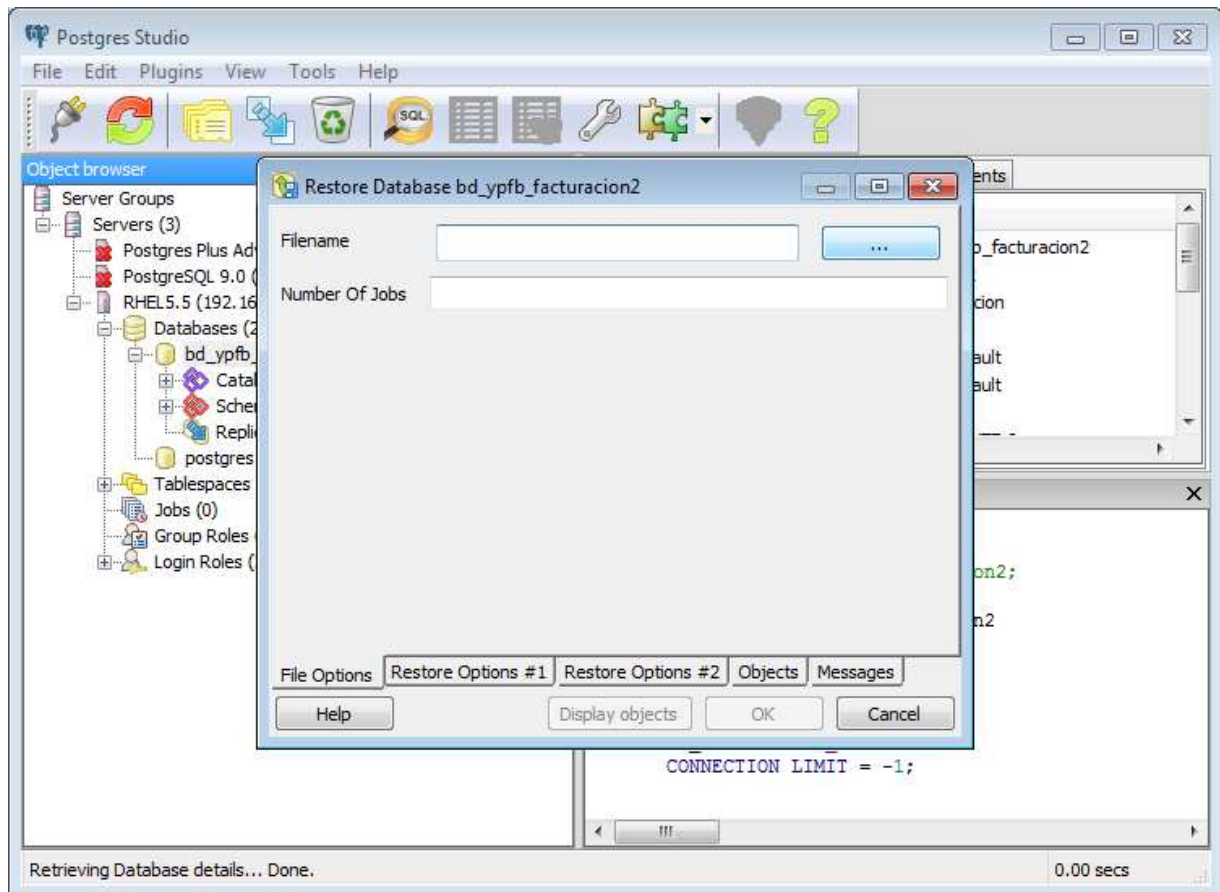 Postgres Studio
File Edit Plugins View Tools Help
SQL
Object browser
ents
Server Groups
Servers (3)
Postgres Plus Ad
PostgreSQL 9.0 (
RHEL5.5 (192.16
Databases (2
bd_ypfb_
Catal
Sche
Repli
postgres
Tablespaces
Jobs (0)
Group Roles
Login Roles (
Restore Database bd_ypfb_facturacion2
Filename
...
Number Of Jobs
File Options Restore Options #1 Restore Options #2 Objects Messages
Help Display objects OK Cancel
_facturacion2
cion
ault
ault
on2;
n2
CONNECTION LIMIT = -1;
Retrieving Database details... Done. 0.00 secs